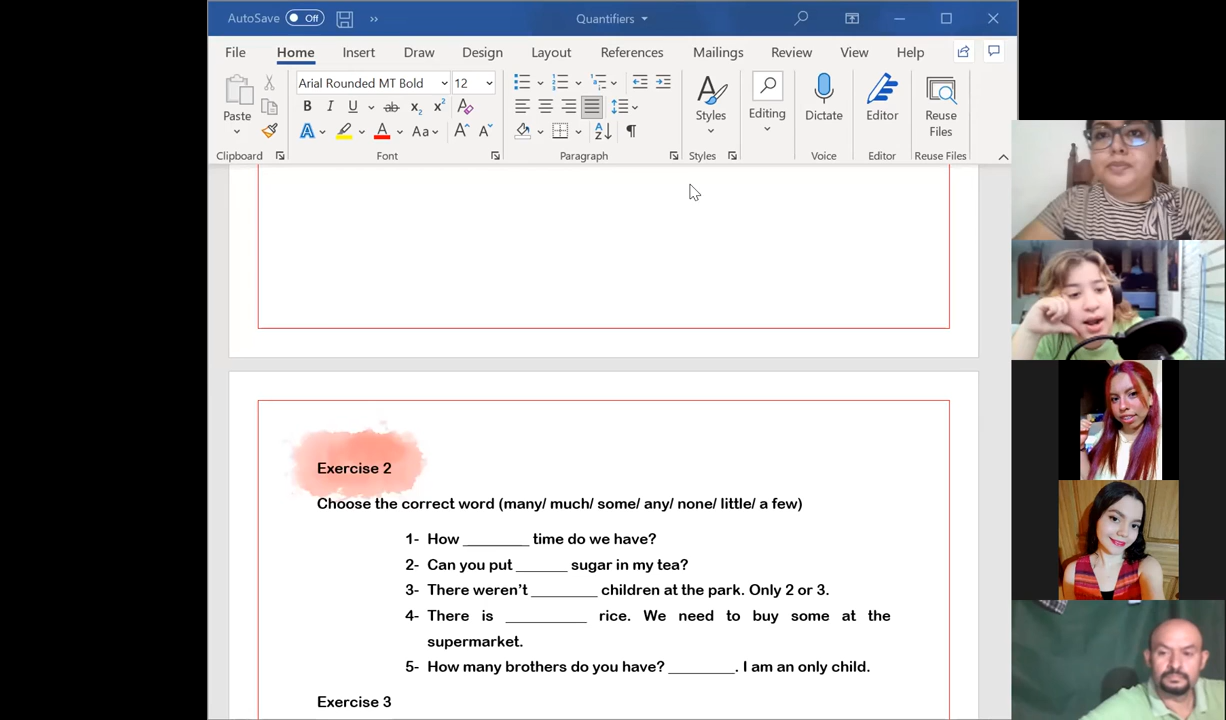 AutoSave Off Quantifiers
File Home Insert Draw Design Layout References Mailings Review View Help
Arial Rounded MT Bold 12
Paste
B I U ab x₂ x²
A A Aa A A
Styles Editing Dictate Editor Reuse Files
Clipboard Font Paragraph Styles Voice Editor Reuse Files
Exercise 2
Choose the correct word (many/ much/ some/ any/ none/ little/ a few)
1- How ________ time do we have?
2- Can you put ______ sugar in my tea?
3- There weren't ________ children at the park. Only 2 or 3.
4- There is __________ rice. We need to buy some at the
supermarket.
5- How many brothers do you have? ________. I am an only child.
Exercise 3